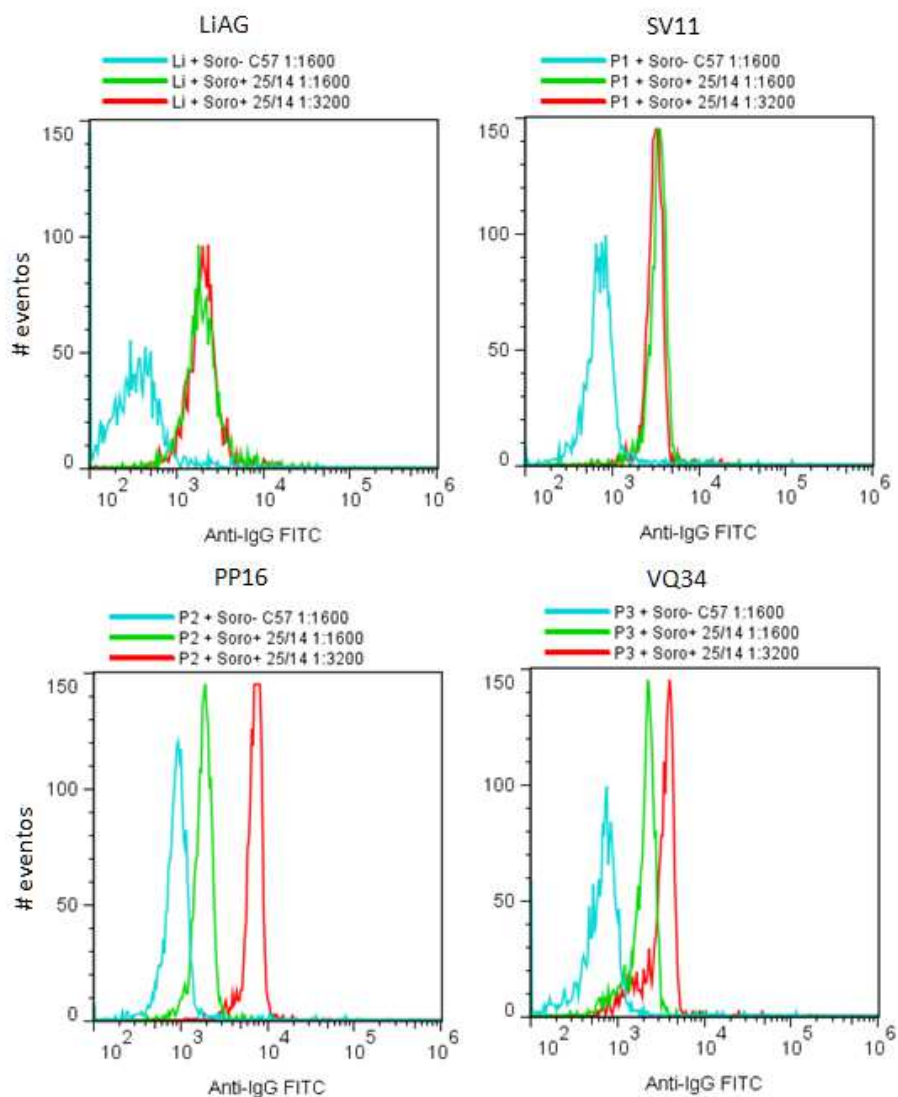 LiAG
Li + Soro- C57 1:1600
Li + Soro+ 25/14 1:1600
Li + Soro+ 25/14 1:3200
150
100
50
0
# eventos
10^2 10^3 10^4 10^5 10^6
Anti-IgG FITC
SV11
P1 + Soro- C57 1:1600
P1 + Soro+ 25/14 1:1600
P1 + Soro+ 25/14 1:3200
150
100
50
0
10^2 10^3 10^4 10^5 10^6
Anti-IgG FITC
PP16
P2 + Soro- C57 1:1600
P2 + Soro+ 25/14 1:1600
P2 + Soro+ 25/14 1:3200
150
100
50
0
# eventos
10^2 10^3 10^4 10^5 10^6
Anti-IgG FITC
VQ34
P3 + Soro- C57 1:1600
P3 + Soro+ 25/14 1:1600
P3 + Soro+ 25/14 1:3200
150
100
50
0
10^2 10^3 10^4 10^5 10^6
Anti-IgG FITC